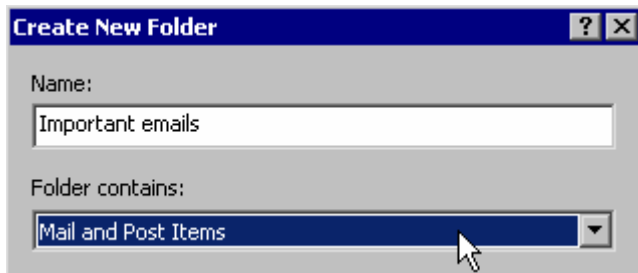 Create New Folder
Name:
Important emails
Folder contains:
Mail and Post Items